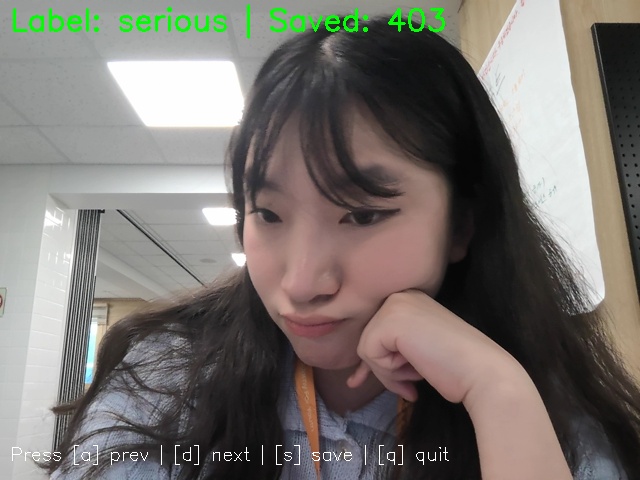 Label: serious | Saved: 403
Press [a] prev | [d] next | [s] save | [q] quit